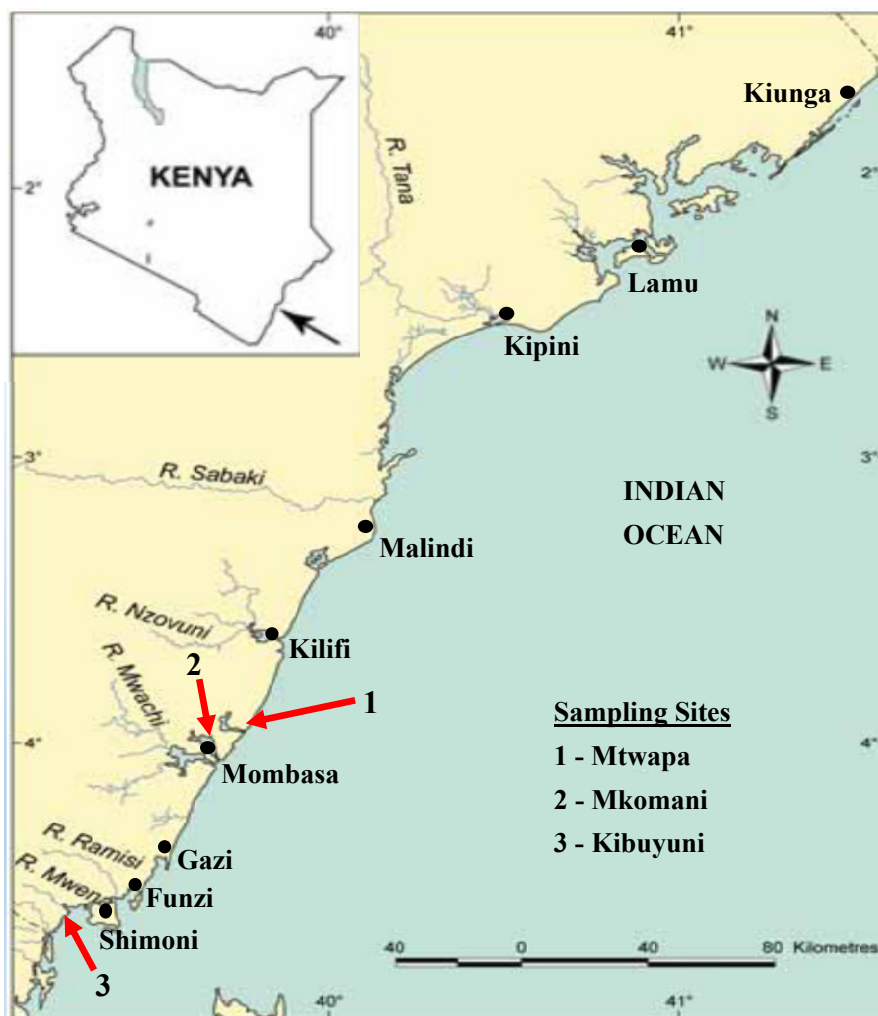 40°
41°
Kiunga
R. Tana
KENYA
2°
2°
Lamu
Kipini
N
W
E
S
3°
3°
R. Sabaki
INDIAN
OCEAN
Malindi
R. Nzovuni
Kilifi
2
R. Mwachi
1
Sampling Sites
4°
4°
1 - Mtwapa
Mombasa
2 - Mkomani
3 - Kibuyuni
R. Ramisi
Gazi
R. Mwen
Funzi
Shimoni
3
40
0
40
80
Kilometres
40°
41°